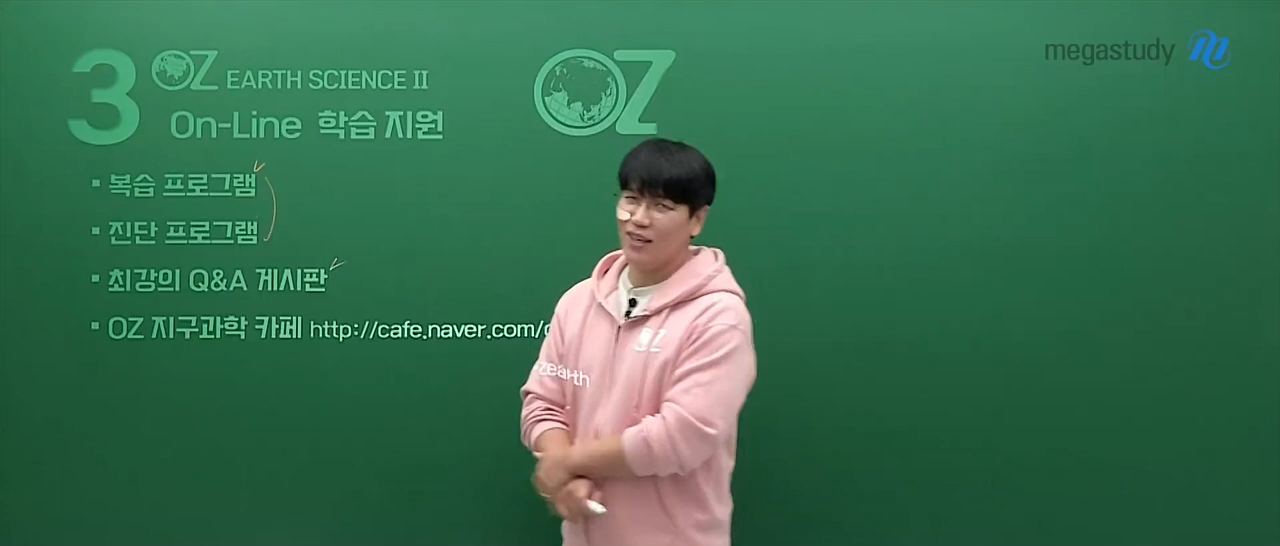 megastudy
3 OZ EARTH SCIENCE II
On-Line 학습 지원
OZ
▪ 복습 프로그램
▪ 진단 프로그램
▪ 최강의 Q&A 게시판
▪ OZ 지구과학 카페 http://cafe.naver.com/
OZ
zearth